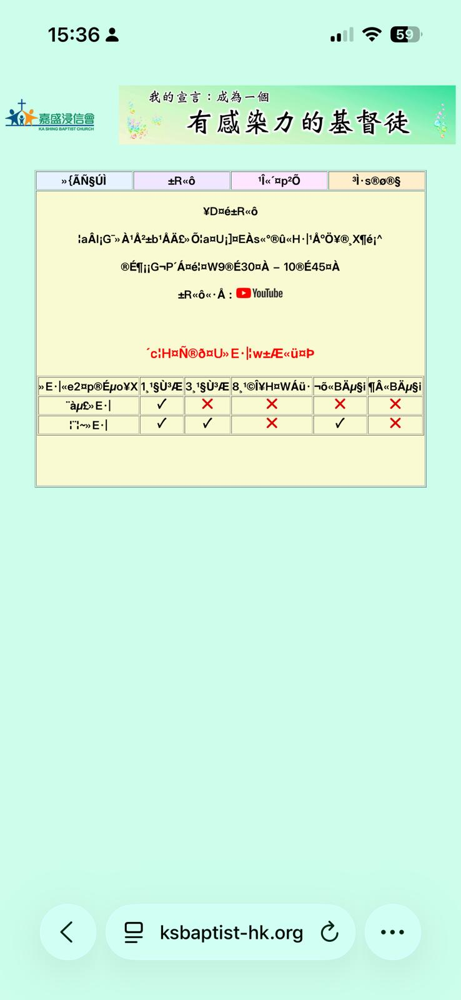 15:36
59
嘉盛浸信會
KA SHING BAPTIST CHURCH
我的宣言：成為一個
有感染力的基督徒
»{ÃÑ§ÚÌ ±R«ô ¹Î«´¤p²Õ ³Ì·s®ø®§
¥D¤é±R«ô
¦aÂI¡G¯»À¹Å²±b¹ÅÄ£»Õ¦a¤U¡]¤EÀs«°®û«H·|¹ÅºÖ¥®¸X¶é¡^
®É¶¡¡G¬P´Á¤é¦¤W9®É30¤À – 10®É45¤À
±R«ô«·Å : YouTube
´c¦H¤Ñ®ð¤U»E·|¦w±Æ«ü¤Þ
»E·|«e2¤p®Éµo¥X 1¸¹§Ù³Æ 3¸¹§Ù³Æ 8¸¹©Î¥H¤WÁü· ¬õ«BÄµ§i ¶Â«BÄµ§i
¨àµ£»E·| ✓ ✕ ✕ ✕ ✕
¦¨¦~»E·| ✓ ✓ ✕ ✓ ✕
ksbaptist-hk.org